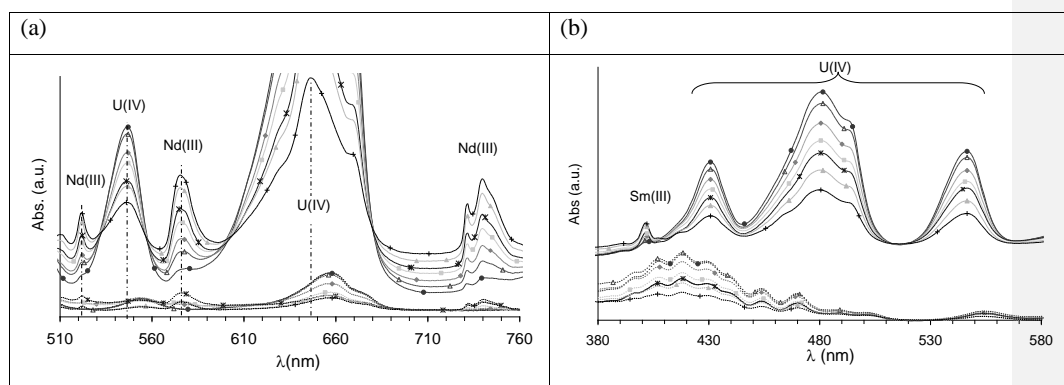 (a)
U(IV)
Nd(III)
Nd(III)
Nd(III)
U(IV)
Abs. (a.u.)
510 560 610 660 710 760
λ(nm)
(b)
U(IV)
Sm(III)
Abs (a.u.)
380 430 480 530 580
λ (nm)